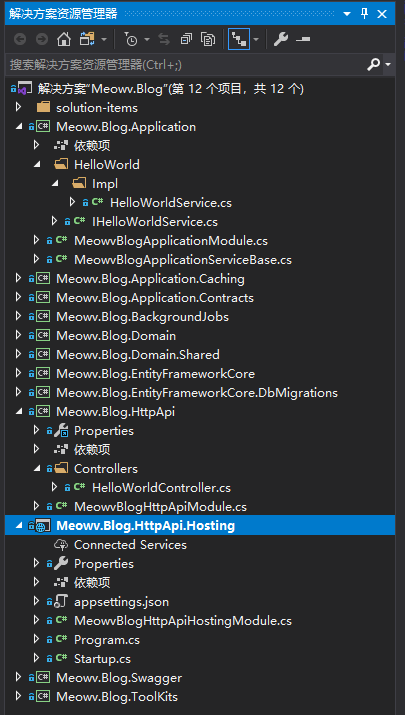 解决方案资源管理器
搜索解决方案资源管理器(Ctrl+;)
解决方案"Meowv.Blog"(第 12 个项目，共 12 个)
solution-items
Meowv.Blog.Application
依赖项
HelloWorld
Impl
HelloWorldService.cs
IHelloWorldService.cs
MeowvBlogApplicationModule.cs
MeowvBlogApplicationServiceBase.cs
Meowv.Blog.Application.Caching
Meowv.Blog.Application.Contracts
Meowv.Blog.BackgroundJobs
Meowv.Blog.Domain
Meowv.Blog.Domain.Shared
Meowv.Blog.EntityFrameworkCore
Meowv.Blog.EntityFrameworkCore.DbMigrations
Meowv.Blog.HttpApi
Properties
依赖项
Controllers
HelloWorldController.cs
MeowvBlogHttpApiModule.cs
Meowv.Blog.HttpApi.Hosting
Connected Services
Properties
依赖项
appsettings.json
MeowvBlogHttpApiHostingModule.cs
Program.cs
Startup.cs
Meowv.Blog.Swagger
Meowv.Blog.ToolKits